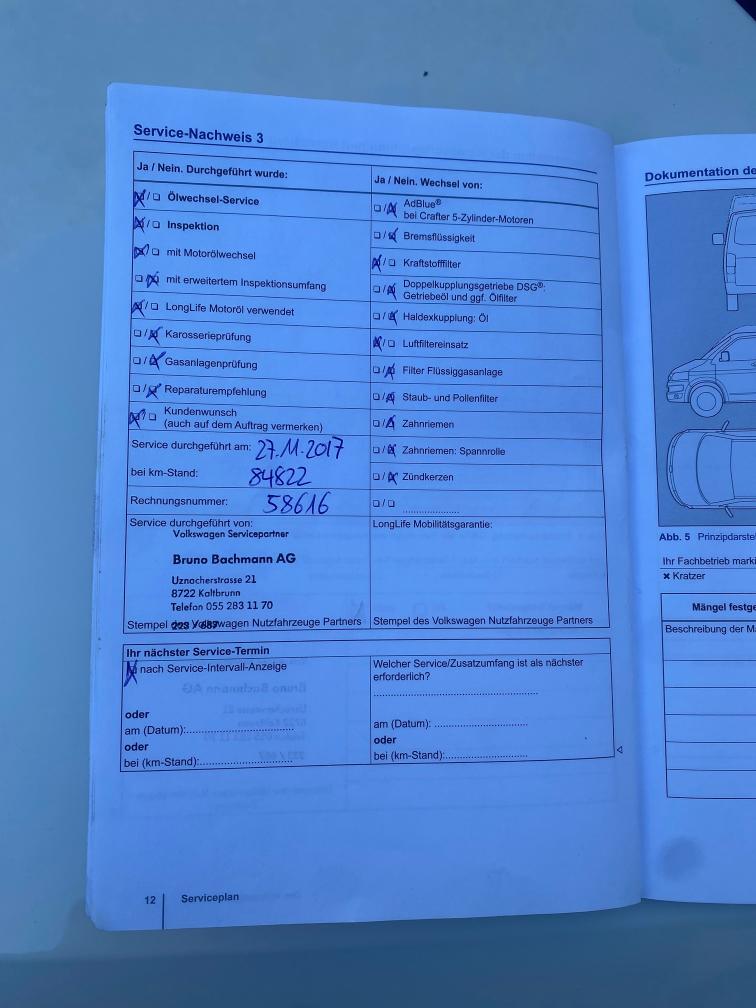 Service-Nachweis 3
Ja / Nein. Durchgeführt wurde:
☒/☐ Ölwechsel-Service
☒/☐ Inspektion
☒/☐ mit Motorölwechsel
☐/☒ mit erweitertem Inspektionsumfang
☒/☐ LongLife Motoröl verwendet
☐/☒ Karosserieprüfung
☐/☒ Gasanlagenprüfung
☐/☒ Reparaturempfehlung
☒/☐ Kundenwunsch
(auch auf dem Auftrag vermerken)
Service durchgeführt am: 27.11.2017
bei km-Stand: 84822
Rechnungsnummer: 58616
Service durchgeführt von:
Volkswagen Servicepartner
Bruno Bachmann AG
Uznacherstrasse 21
8722 Kaltbrunn
Telefon 055 283 11 70
Stempel des Volkswagen Nutzfahrzeuge Partners
Ja / Nein. Wechsel von:
☐/☒ AdBlue®
bei Crafter 5-Zylinder-Motoren
☐/☒ Bremsflüssigkeit
☒/☐ Kraftstofffilter
☐/☒ Doppelkupplungsgetriebe DSG®:
Getriebeöl und ggf. Ölfilter
☐/☒ Haldexkupplung: Öl
☒/☐ Luftfiltereinsatz
☐/☒ Filter Flüssiggasanlage
☐/☒ Staub- und Pollenfilter
☐/☒ Zahnriemen
☐/☒ Zahnriemen: Spannrolle
☐/☒ Zündkerzen
☐/☐ ....................
LongLife Mobilitätsgarantie:
Stempel des Volkswagen Nutzfahrzeuge Partners
Ihr nächster Service-Termin
☒ nach Service-Intervall-Anzeige
oder
am (Datum):....................
oder
bei (km-Stand):....................
Welcher Service/Zusatzumfang ist als nächster
erforderlich?
....................
am (Datum): ....................
oder
bei (km-Stand):....................
12 Serviceplan
Dokumentation de
Abb. 5 Prinzipdarste
Ihr Fachbetrieb marki
× Kratzer
Mängel festge
Beschreibung der Mä